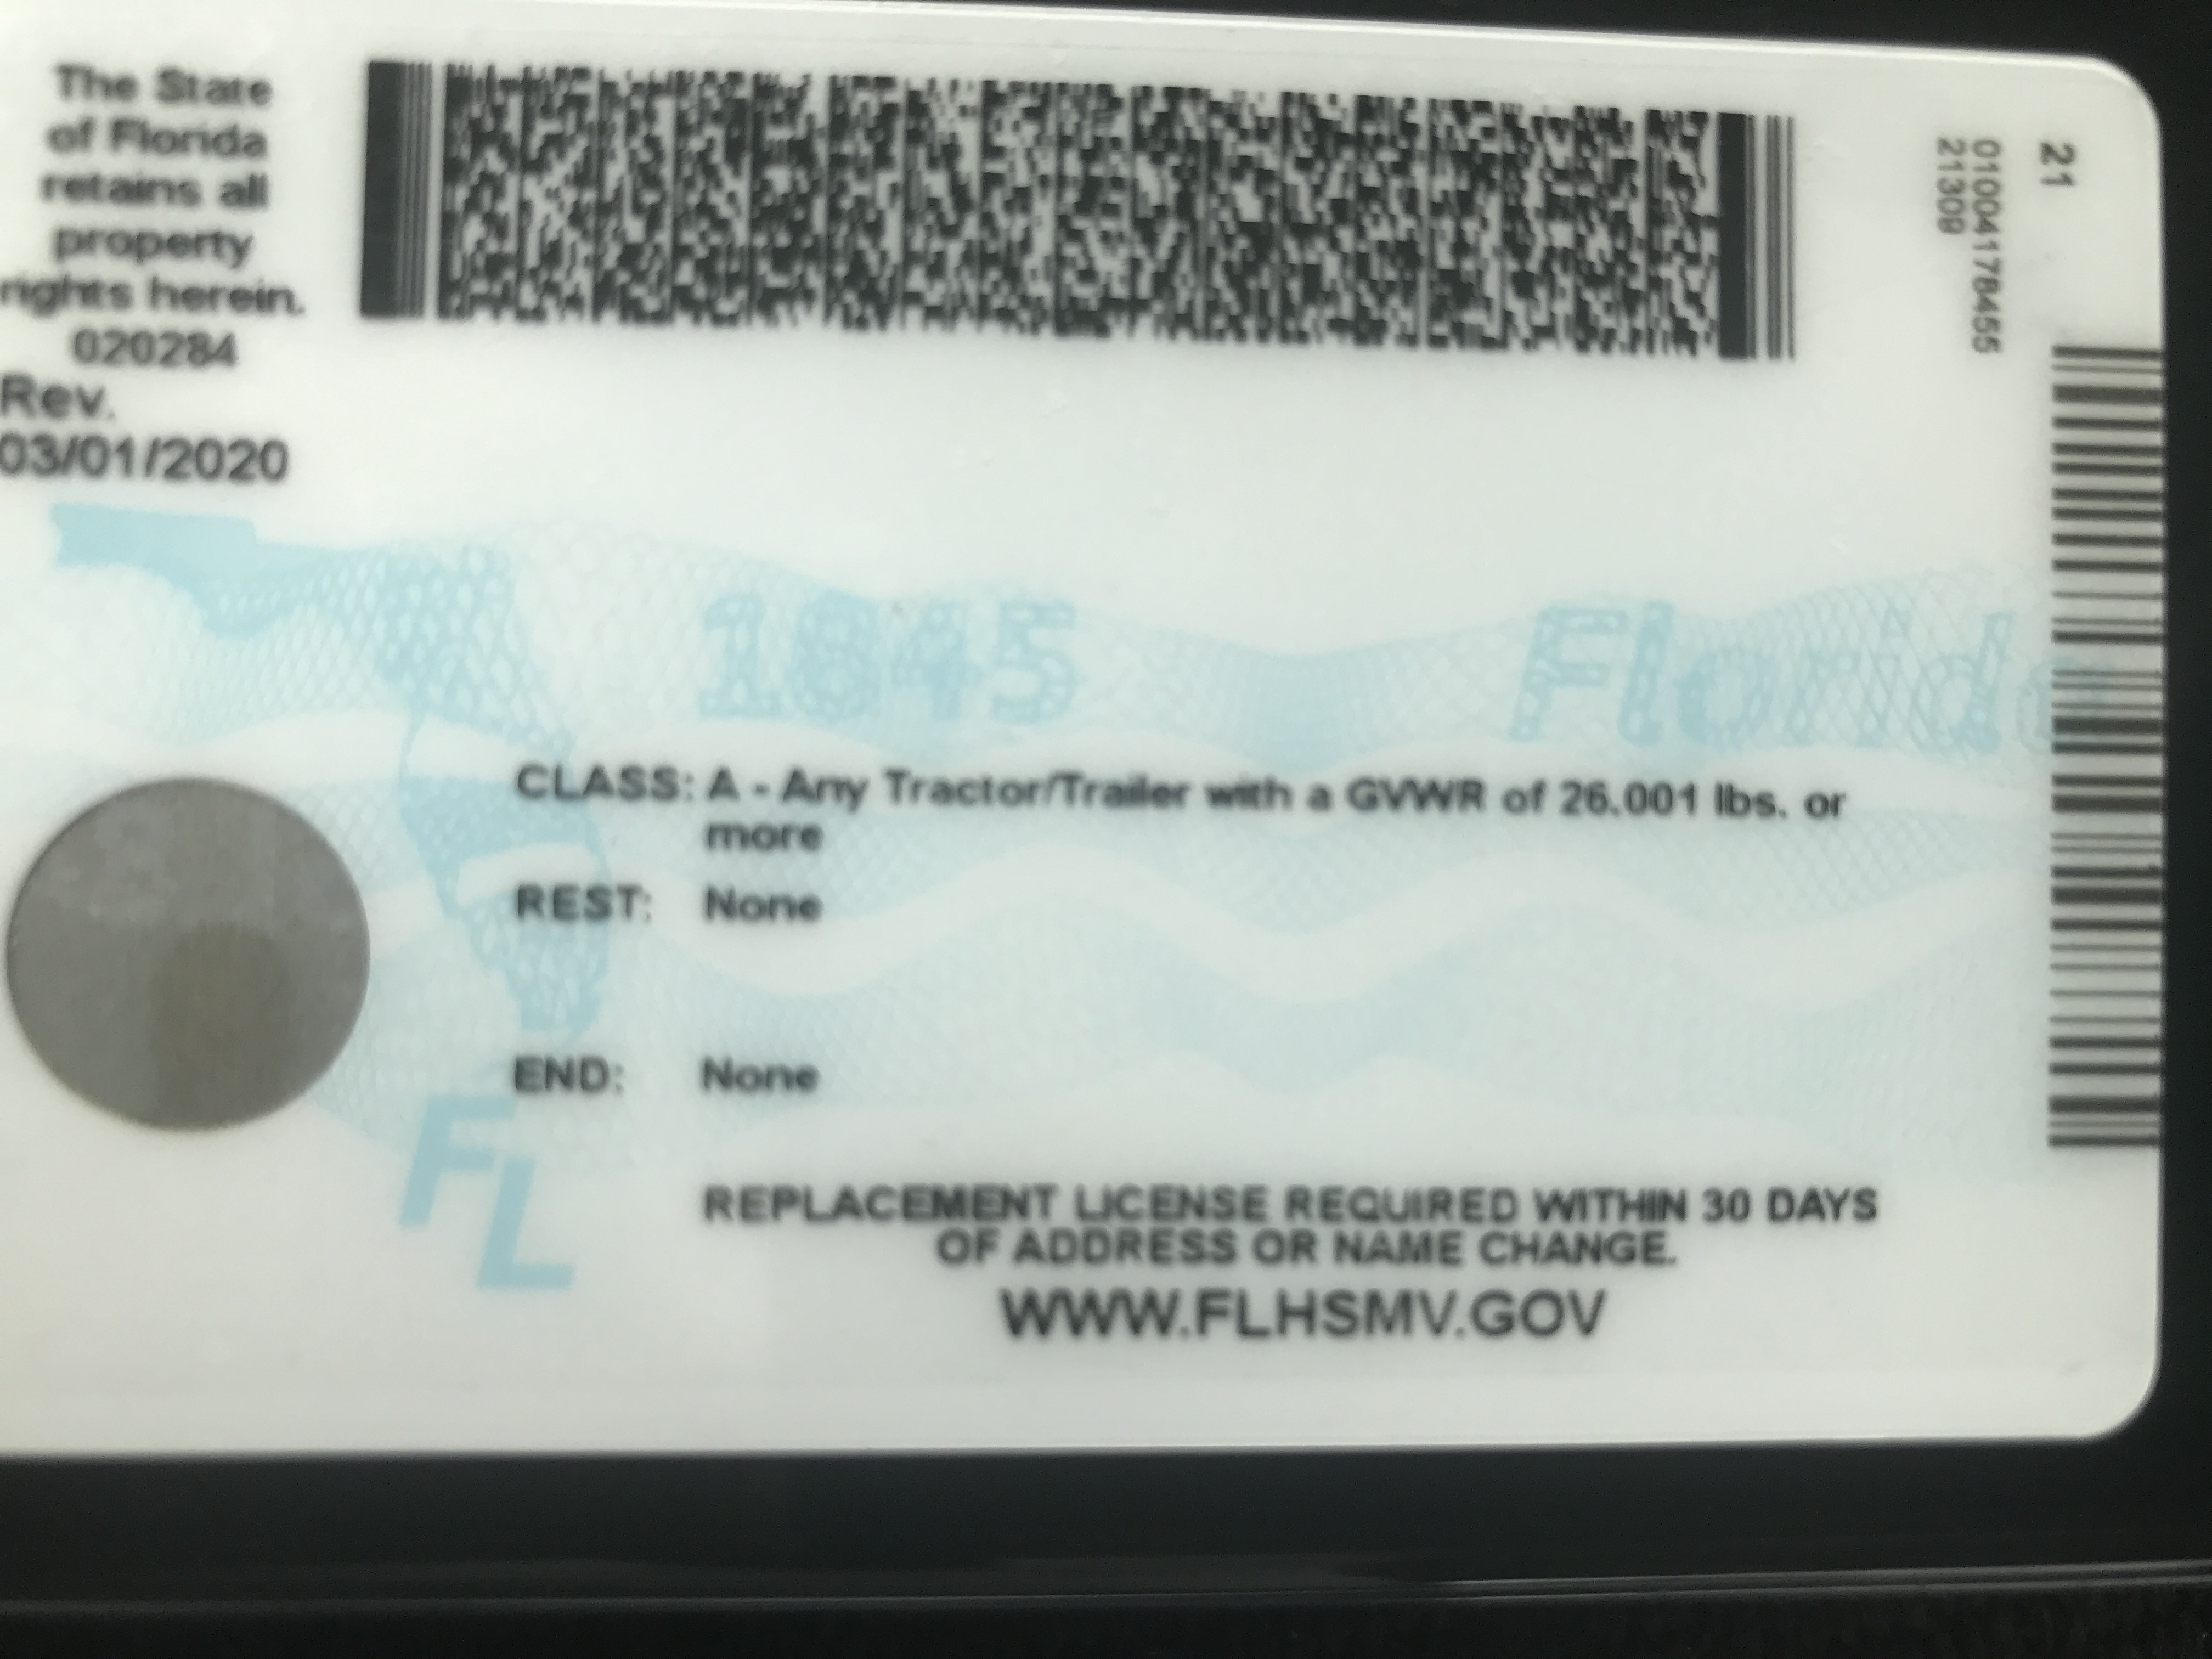 The State
of Florida
retains all
property
rights herein.
020284
Rev.
03/01/2020
1845 Florida
CLASS: A - Any Tractor/Trailer with a GVWR of 26,001 lbs. or
more
REST: None
END: None
FL
REPLACEMENT LICENSE REQUIRED WITHIN 30 DAYS
OF ADDRESS OR NAME CHANGE.
WWW.FLHSMV.GOV
21
01004178455
21309